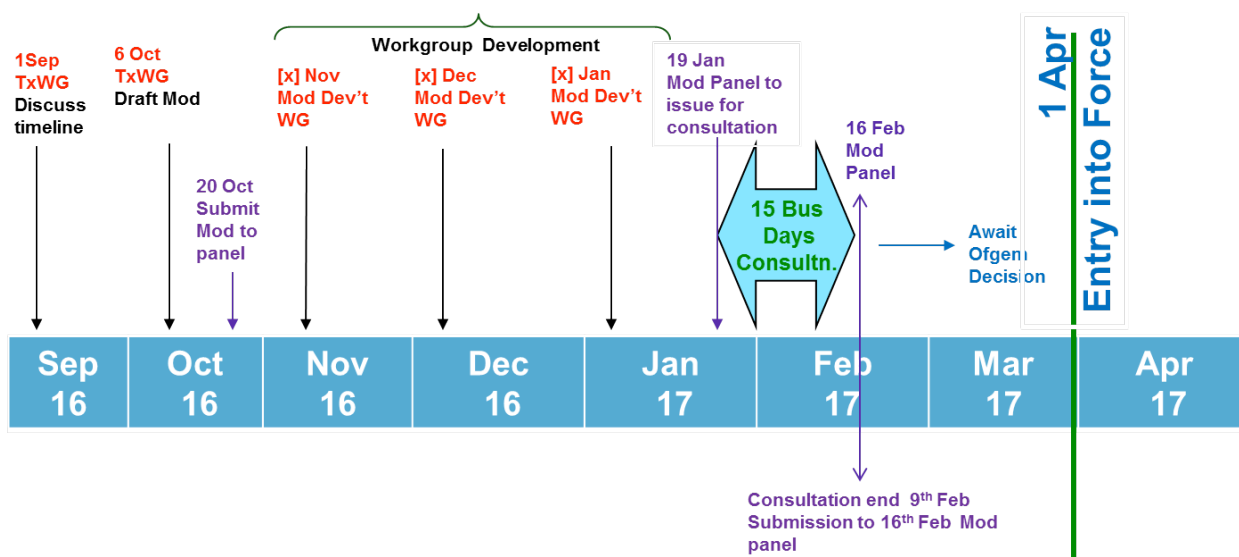 Workgroup Development
1Sep
TxWG
Discuss
timeline
6 Oct
TxWG
Draft Mod
20 Oct
Submit
Mod to
panel
[x] Nov
Mod Dev't
WG
[x] Dec
Mod Dev't
WG
[x] Jan
Mod Dev't
WG
19 Jan
Mod Panel to
issue for
consultation
15 Bus
Days
Consultn.
16 Feb
Mod
Panel
Await
Ofgem
Decision
1 Apr
Entry into Force
Sep
16
Oct
16
Nov
16
Dec
16
Jan
17
Feb
17
Mar
17
Apr
17
Consultation end 9th Feb
Submission to 16th Feb Mod
panel